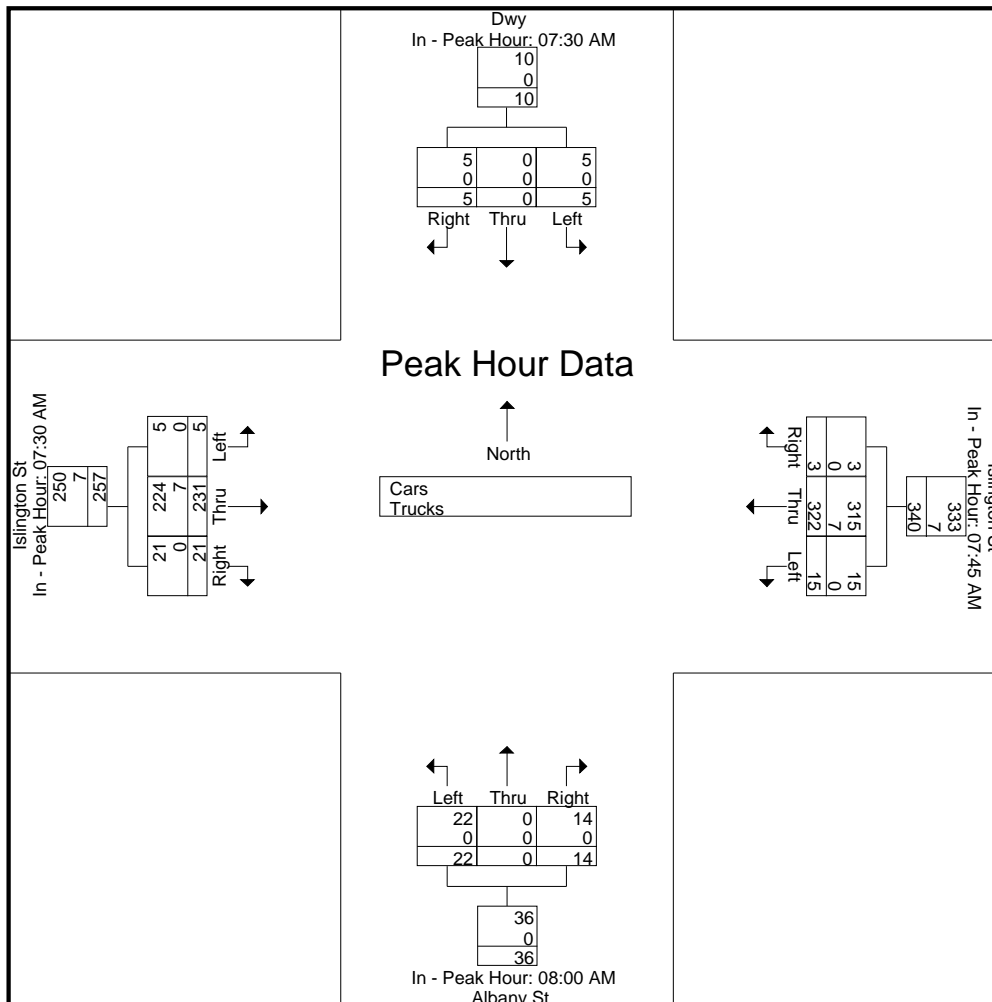 Dwy
In - Peak Hour: 07:30 AM
10
0
10
5 0 5
0 0 0
5 0 5
Right Thru Left
Peak Hour Data
North
Cars
Trucks
Islington St
In - Peak Hour: 07:30 AM
250
7
257
5 0 5
224 7 231
21 0 21
Left
Thru
Right
Right
Thru
Left
3 0 3
315 7 322
15 0 15
333
7
340
In - Peak Hour: 07:45 AM
Islington St
Left Thru Right
22 0 14
0 0 0
22 0 14
36
0
36
In - Peak Hour: 08:00 AM
Albany St